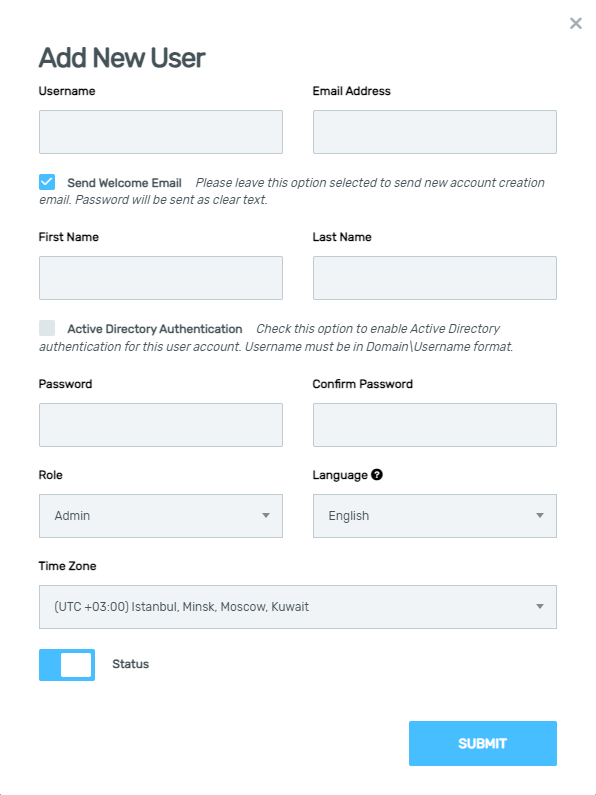 Add New User
Username
Email Address
Send Welcome Email Please leave this option selected to send new account creation
email. Password will be sent as clear text.
First Name
Last Name
Active Directory Authentication Check this option to enable Active Directory
authentication for this user account. Username must be in Domain\Username format.
Password
Confirm Password
Role
Language ?
Admin
English
Time Zone
(UTC +03:00) Istanbul, Minsk, Moscow, Kuwait
Status
SUBMIT